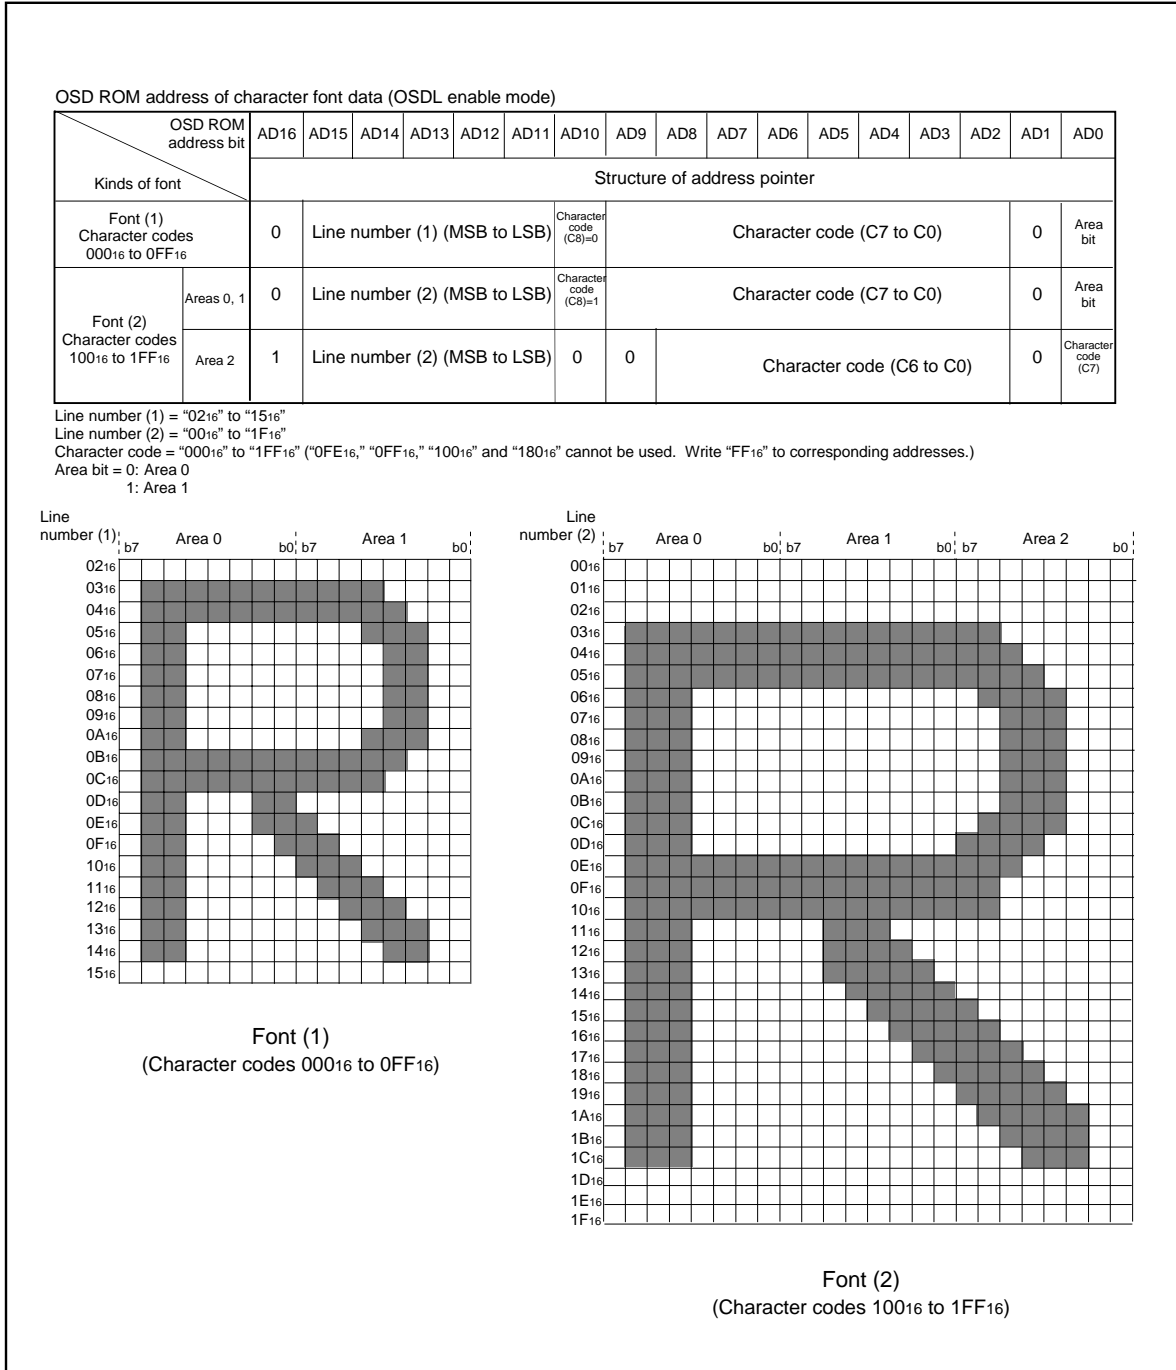 OSD ROM address of character font data (OSDL enable mode)
OSD ROM address bit AD16 AD15 AD14 AD13 AD12 AD11 AD10 AD9 AD8 AD7 AD6 AD5 AD4 AD3 AD2 AD1 AD0
Kinds of font Structure of address pointer
Font (1) Character codes 00016 to 0FF16 0 Line number (1) (MSB to LSB) Character code (C8)=0 Character code (C7 to C0) 0 Area bit
Font (2) Character codes 10016 to 1FF16 Areas 0, 1 0 Line number (2) (MSB to LSB) Character code (C8)=1 Character code (C7 to C0) 0 Area bit
Area 2 1 Line number (2) (MSB to LSB) 0 0 Character code (C6 to C0) 0 Character code (C7)
Line number (1) = “0216” to “1516”
Line number (2) = “0016” to “1F16”
Character code = “00016” to “1FF16” (“0FE16,” “0FF16,” “10016” and “18016” cannot be used. Write “FF16” to corresponding addresses.)
Area bit = 0: Area 0
1: Area 1
Line number (1) b7 Area 0 b0 b7 Area 1 b0
0216
0316
0416
0516
0616
0716
0816
0916
0A16
0B16
0C16
0D16
0E16
0F16
1016
1116
1216
1316
1416
1516
Font (1)
(Character codes 00016 to 0FF16)
Line number (2) b7 Area 0 b0 b7 Area 1 b0 b7 Area 2 b0
0016
0116
0216
0316
0416
0516
0616
0716
0816
0916
0A16
0B16
0C16
0D16
0E16
0F16
1016
1116
1216
1316
1416
1516
1616
1716
1816
1916
1A16
1B16
1C16
1D16
1E16
1F16
Font (2)
(Character codes 10016 to 1FF16)